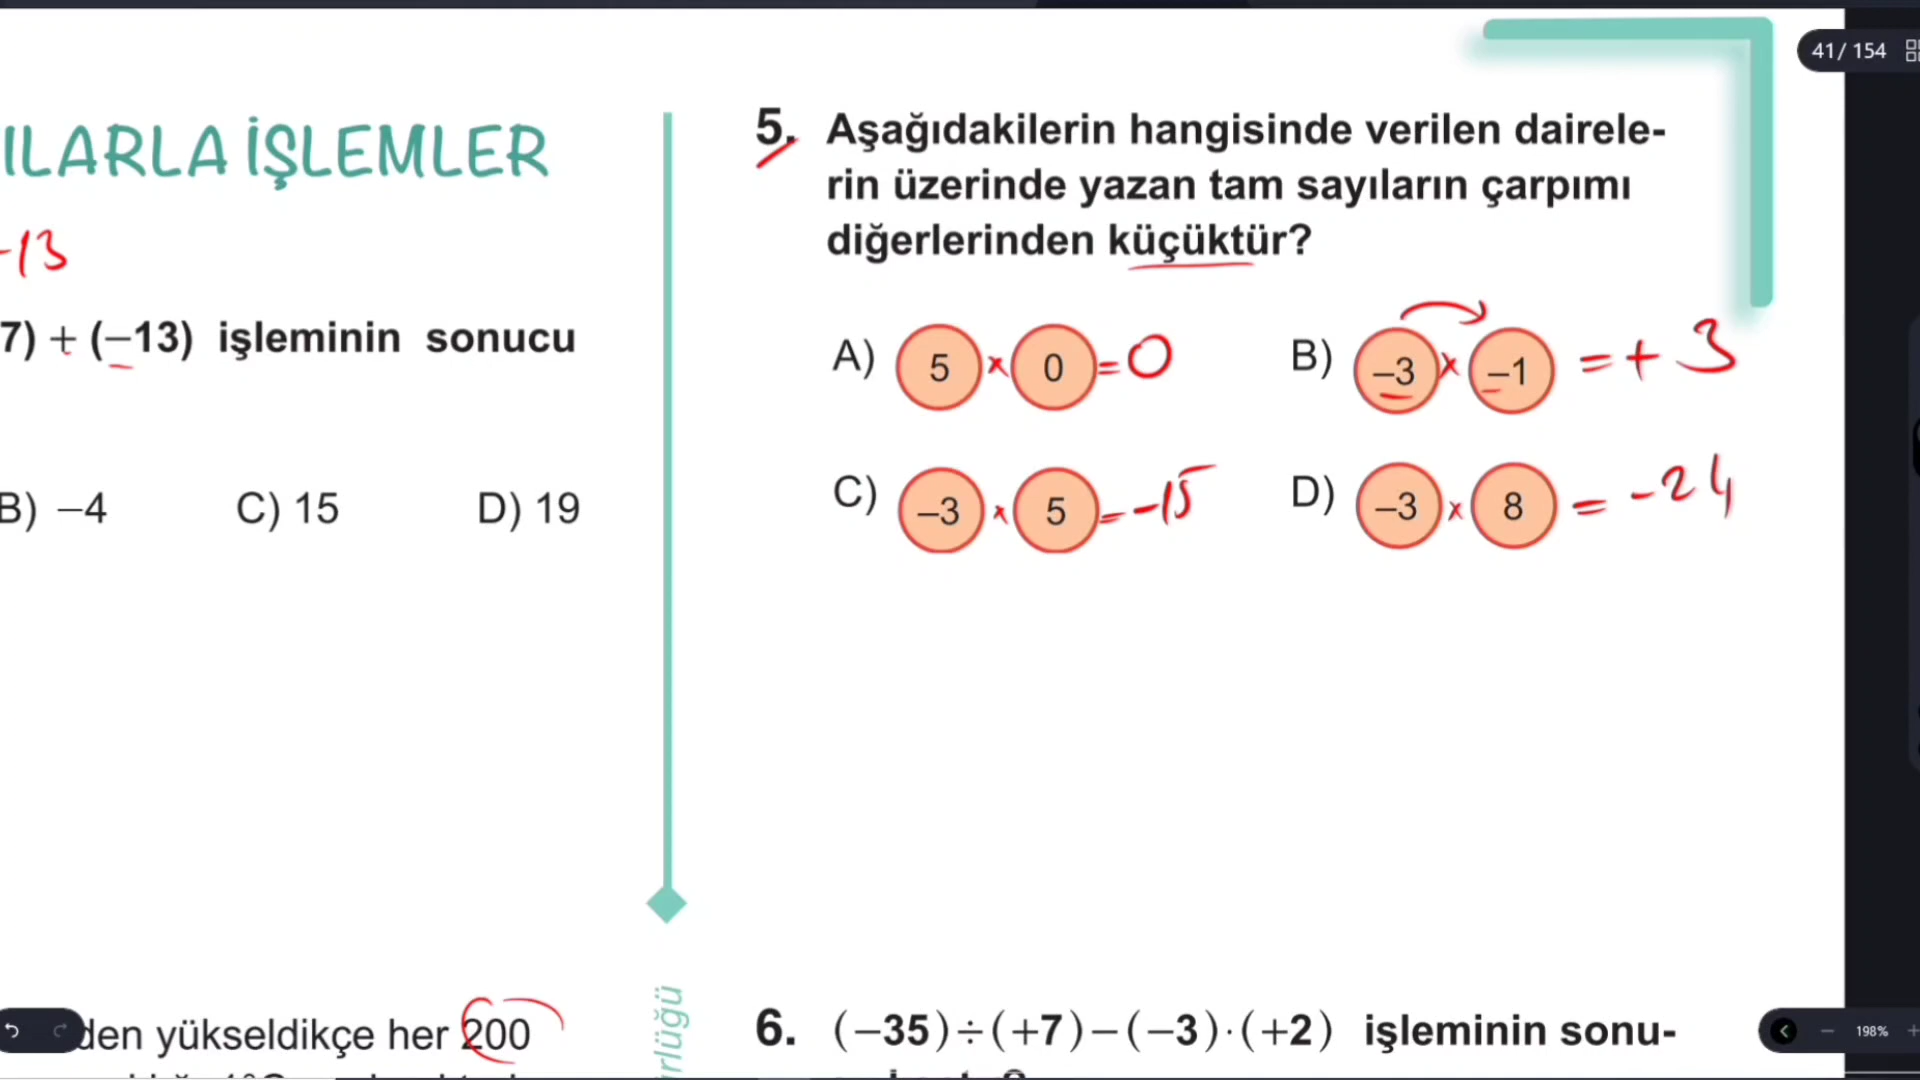 ILARLA İŞLEMLER
-13
7) + (–13) işleminin sonucu
B) –4 C) 15 D) 19
den yükseldikçe her 200
5. Aşağıdakilerin hangisinde verilen dairele-
rin üzerinde yazan tam sayıların çarpımı
diğerlerinden küçüktür?
A) 5 x 0 = 0 B) –3 x –1 = + 3
C) –3 x 5 = -15 D) –3 x 8 = -24
6. (–35) ÷ (+7) – (–3) · (+2) işleminin sonu-
rlüğü
41/ 154
198%